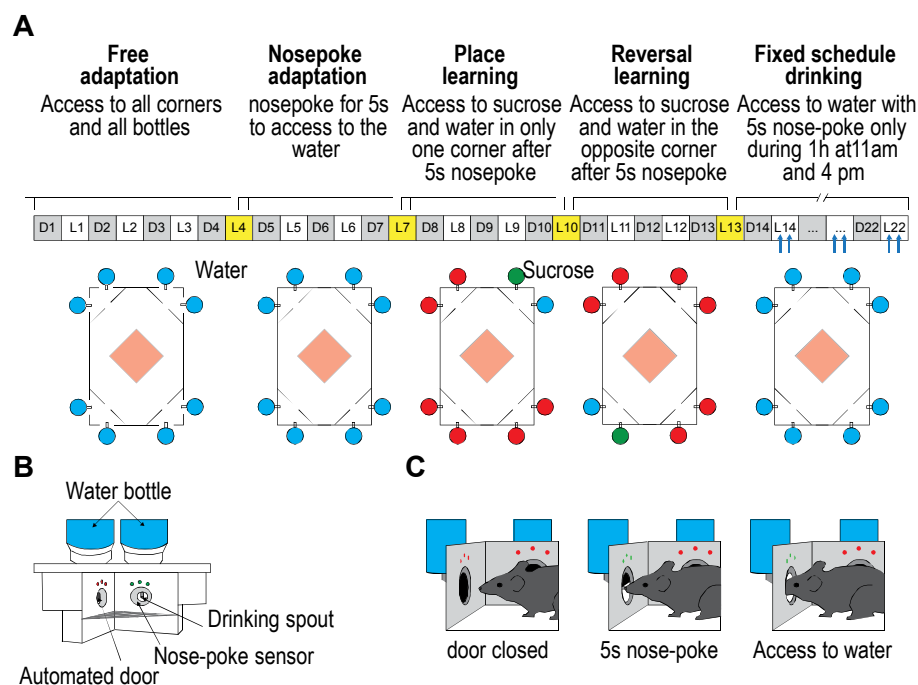 A
Free
adaptation
Access to all corners
and all bottles
Nosepoke
adaptation
nosepoke for 5s
to access to the
water
Place
learning
Access to sucrose
and water in only
one corner after
5s nosepoke
Reversal
learning
Access to sucrose
and water in the
opposite corner
after 5s nosepoke
Fixed schedule
drinking
Access to water with
5s nose-poke only
during 1h at11am
and 4 pm
D1 L1 D2 L2 D3 L3 D4 L4 D5 L5 D6 L6 D7 L7 D8 L8 D9 L9 D10 L10 D11 L11 D12 L12 D13 L13 D14 L14 ... ... D22 L22
Water
Sucrose
B
Water bottle
Drinking spout
Nose-poke sensor
Automated door
C
door closed
5s nose-poke
Access to water